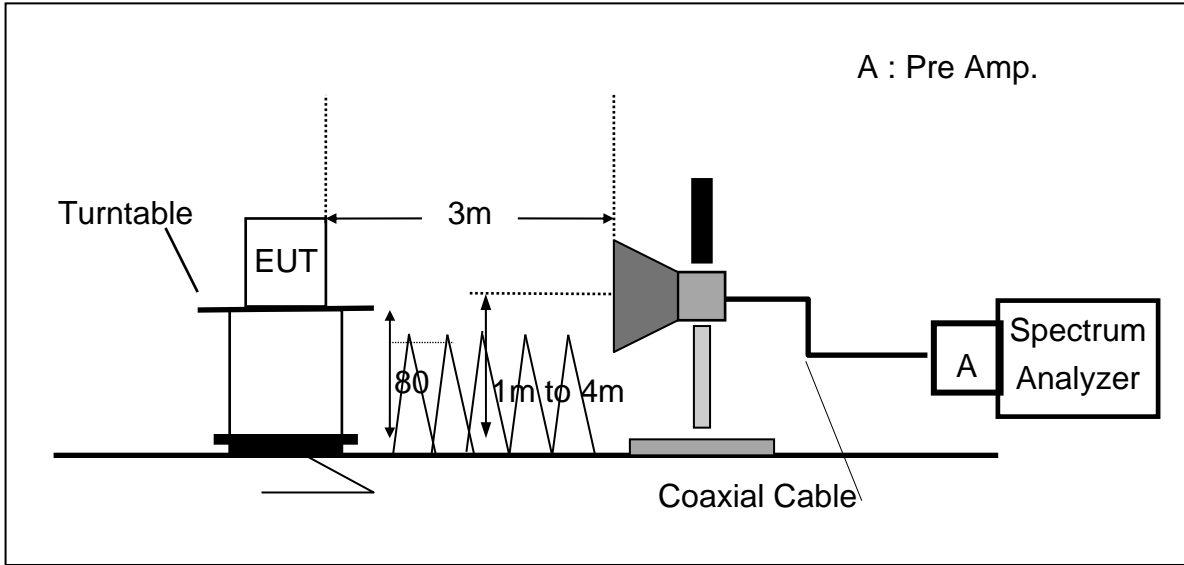 A : Pre Amp.
Turntable
3m
EUT
80
1m to 4m
A
Spectrum
Analyzer
Coaxial Cable